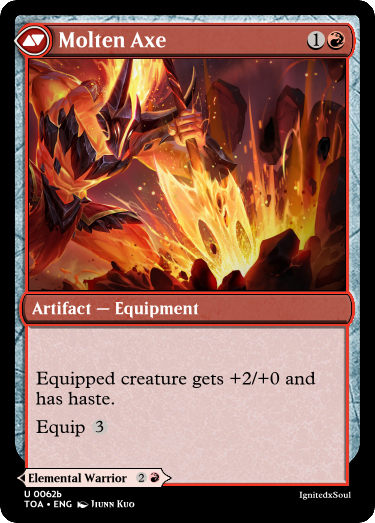 Molten Axe 1
Artifact — Equipment
Equipped creature gets +2/+0 and
has haste.
Equip 3
Elemental Warrior 2
U 0062b
TOA • ENG Jiunn Kuo
IgnitedxSoul